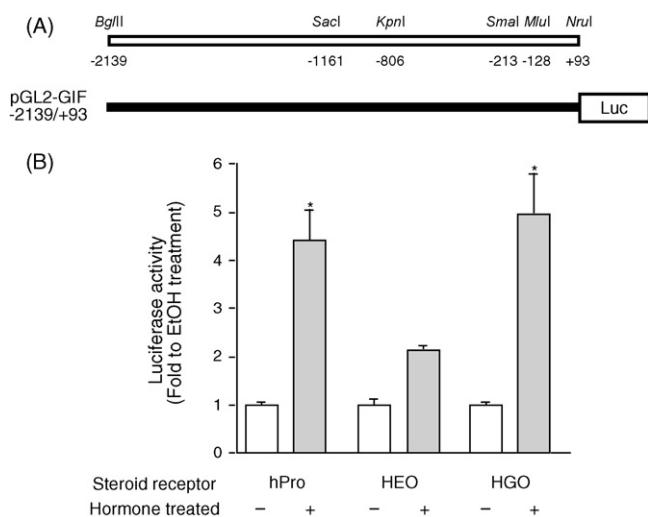 (A)
BglII SacI KpnI SmaI MluI NruI
-2139 -1161 -806 -213 -128 +93
pGL2-GIF
-2139/+93
Luc
(B)
Luciferase activity
(Fold to EtOH treatment)
6
5
4
3
2
1
0
* *
Steroid receptor hPro HEO HGO
Hormone treated – + – + – +